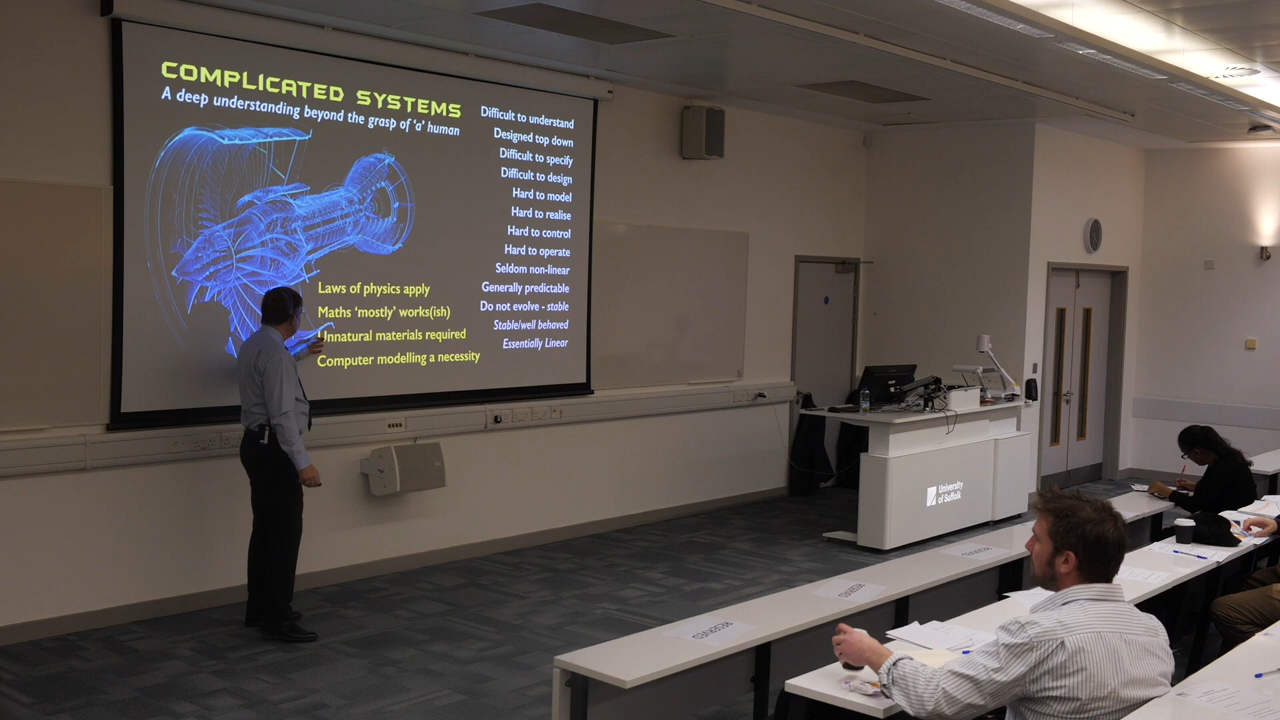 COMPLICATED SYSTEMS
A deep understanding beyond the grasp of 'a' human
Difficult to understand
Designed top down
Difficult to specify
Difficult to design
Hard to model
Hard to realise
Hard to control
Hard to operate
Seldom non-linear
Generally predictable
Do not evolve - stable
Stable/well behaved
Essentially Linear
Laws of physics apply
Maths 'mostly' works(ish)
Unnatural materials required
Computer modelling a necessity
University
of Suffolk
RESERVED
RESERVED
RESERVED